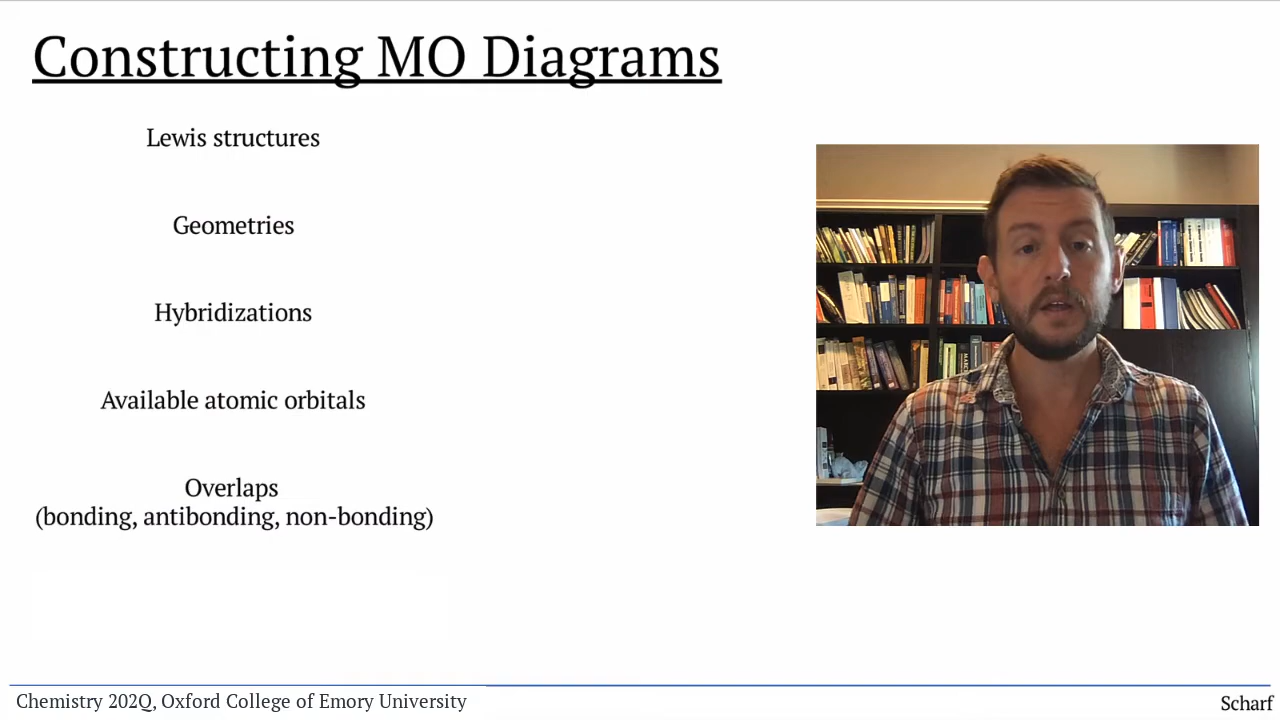 Constructing MO Diagrams
Lewis structures
Geometries
Hybridizations
Available atomic orbitals
Overlaps
(bonding, antibonding, non-bonding)
Chemistry 202Q, Oxford College of Emory University
Scharf